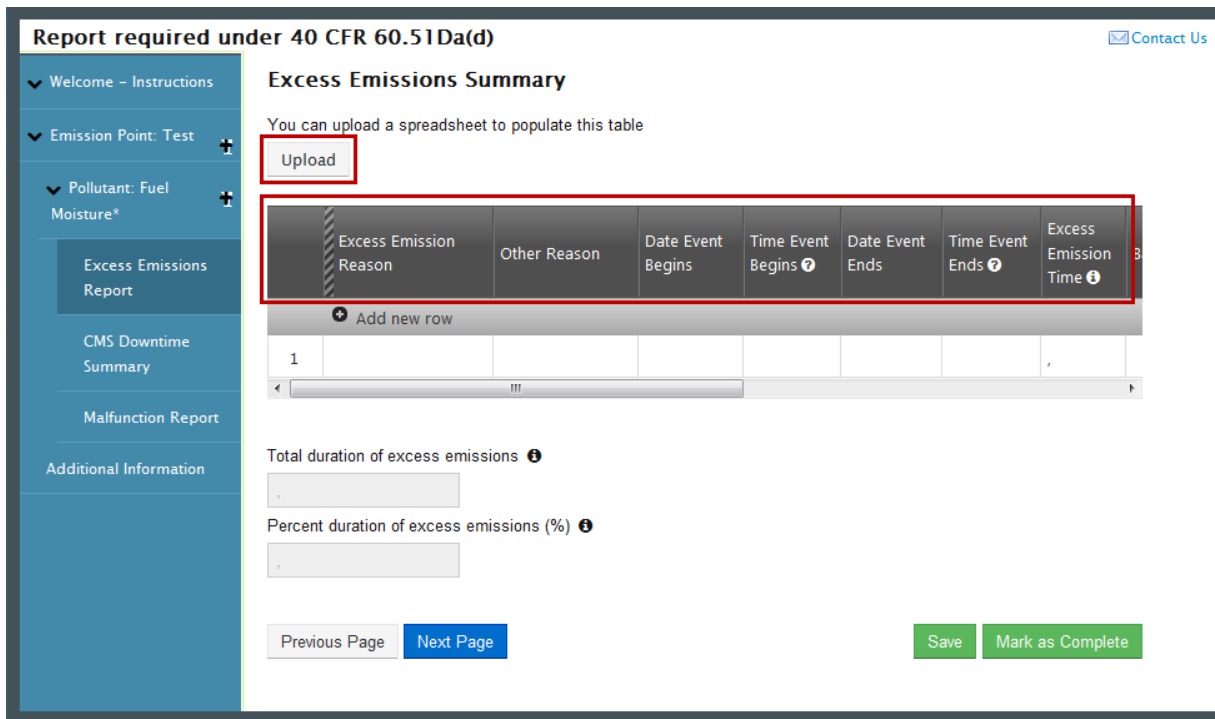 Report required under 40 CFR 60.51Da(d)
Contact Us
Welcome – Instructions
Emission Point: Test
Pollutant: Fuel
Moisture*
Excess Emissions
Report
CMS Downtime
Summary
Malfunction Report
Additional Information
Excess Emissions Summary
You can upload a spreadsheet to populate this table
Upload
Excess Emission
Reason
Other Reason
Date Event
Begins
Time Event
Begins
Date Event
Ends
Time Event
Ends
Excess
Emission
Time
Add new row
1
,
Total duration of excess emissions
,
Percent duration of excess emissions (%)
,
Previous Page
Next Page
Save
Mark as Complete